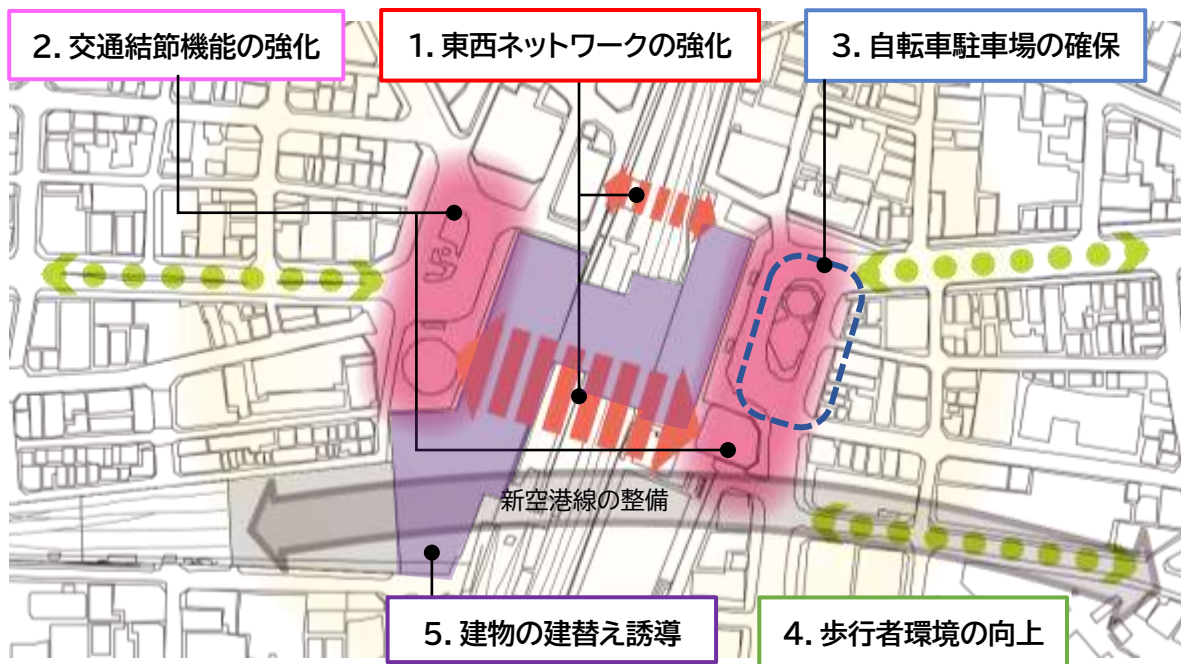 2. 交通結節機能の強化
1. 東西ネットワークの強化
3. 自転車駐車場の確保
新空港線の整備
5. 建物の建替え誘導
4. 歩行者環境の向上